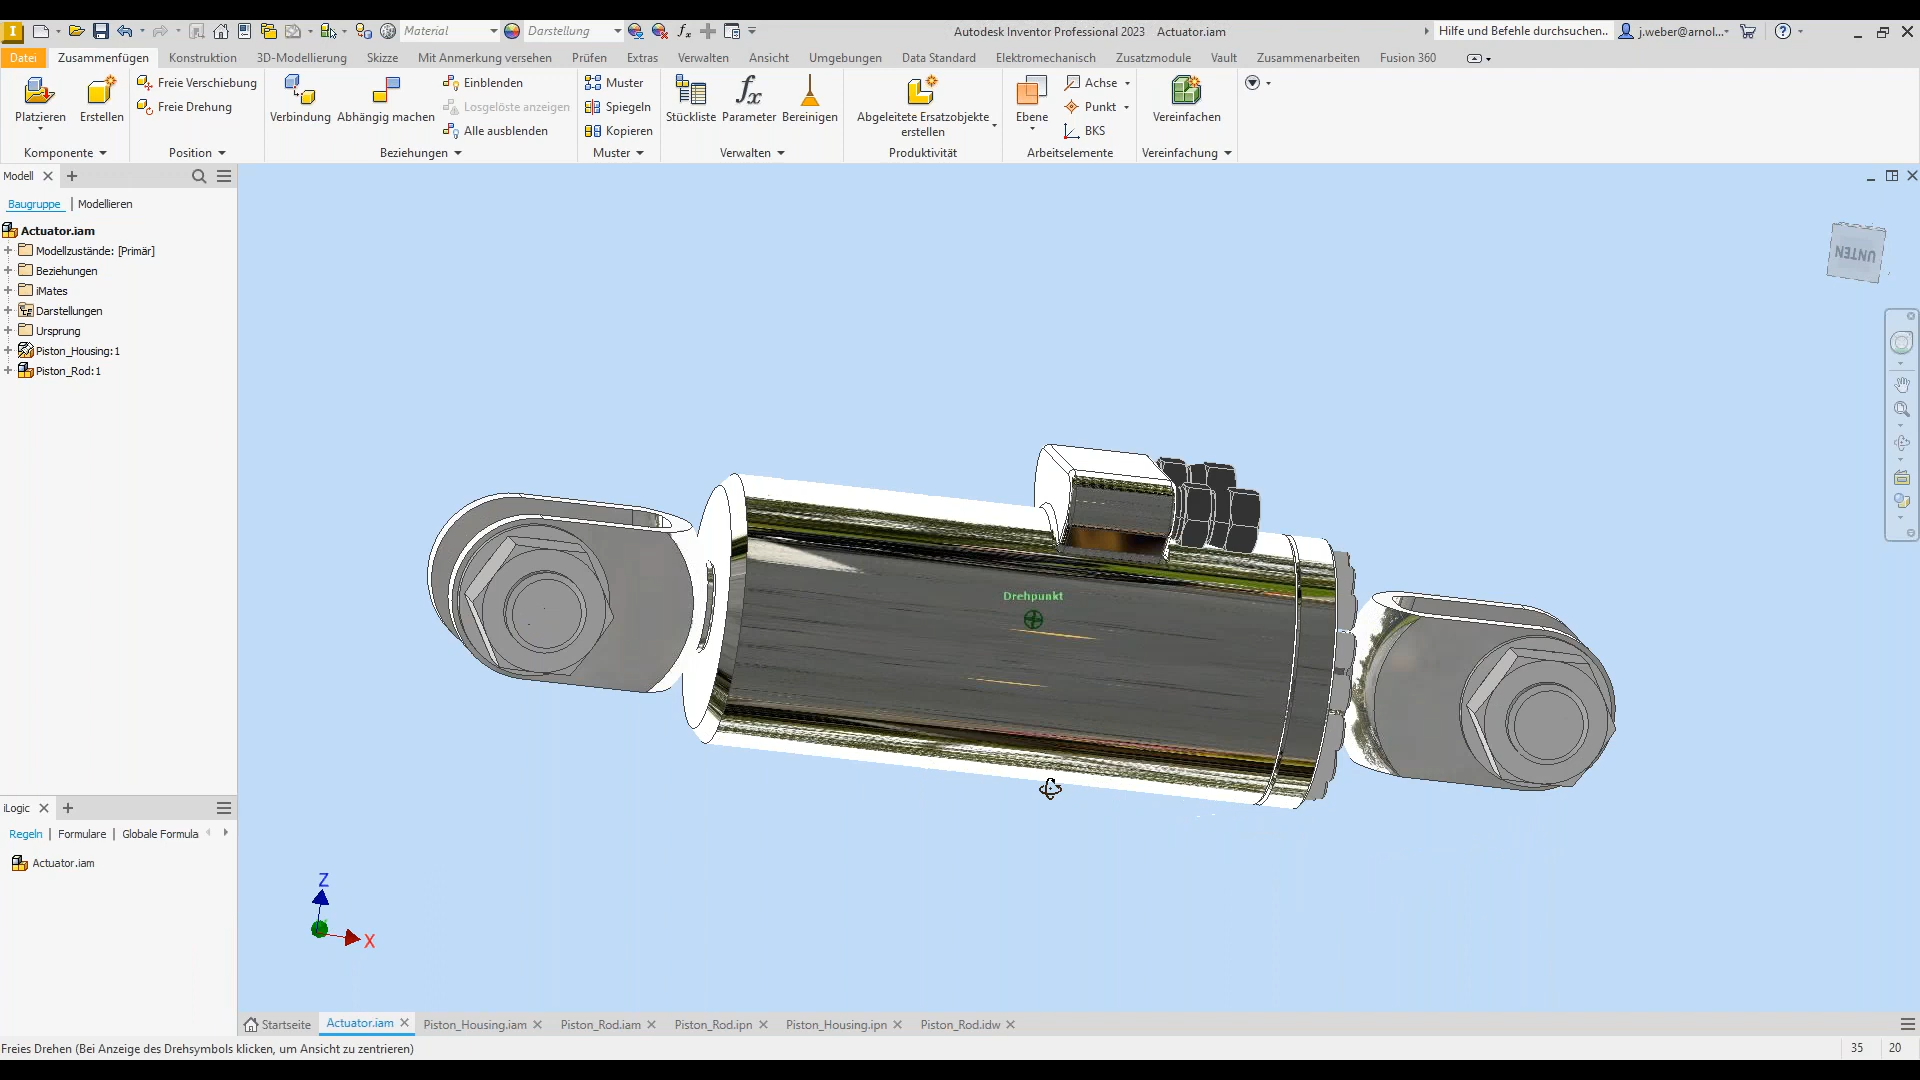 Material
Darstellung
Autodesk Inventor Professional 2023 Actuator.iam
Hilfe und Befehle durchsuchen..
j.weber@arnol...
Datei
Zusammenfügen
Konstruktion
3D-Modellierung
Skizze
Mit Anmerkung versehen
Prüfen
Extras
Verwalten
Ansicht
Umgebungen
Data Standard
Elektromechanisch
Zusatzmodule
Vault
Zusammenarbeiten
Fusion 360
Platzieren
Erstellen
Komponente
Freie Verschiebung
Freie Drehung
Position
Verbindung
Abhängig machen
Einblenden
Losgelöste anzeigen
Alle ausblenden
Beziehungen
Muster
Spiegeln
Kopieren
Muster
Stückliste
fx
Parameter
Bereinigen
Verwalten
Abgeleitete Ersatzobjekte
erstellen
Produktivität
Ebene
Achse
Punkt
BKS
Arbeitselemente
Vereinfachen
Vereinfachung
Modell
Baugruppe | Modellieren
Actuator.iam
Modellzustände: [Primär]
Beziehungen
iMates
Darstellungen
Ursprung
Piston_Housing:1
Piston_Rod:1
UNTEN
Drehpunkt
iLogic
Regeln | Formulare | Globale Formula
Actuator.iam
Z
X
Startseite
Actuator.iam
Piston_Housing.iam
Piston_Rod.iam
Piston_Rod.ipn
Piston_Housing.ipn
Piston_Rod.idw
Freies Drehen (Bei Anzeige des Drehsymbols klicken, um Ansicht zu zentrieren)
35
20